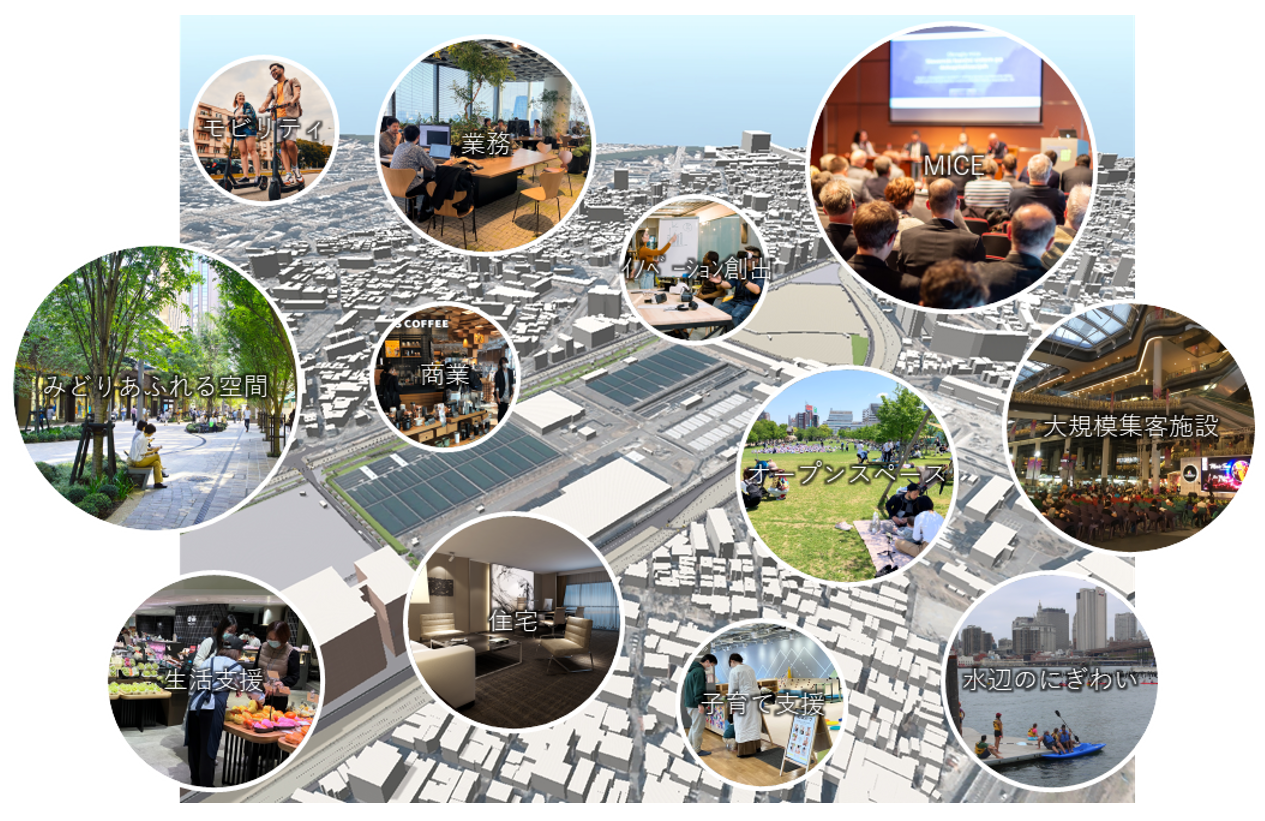 モビリティ
業務
MICE
イノベーション創出
みどりあふれる空間
S COFFEE
商業
大規模集客施設
オープンスペース
住宅
生活支援
子育て支援
水辺のにぎわい